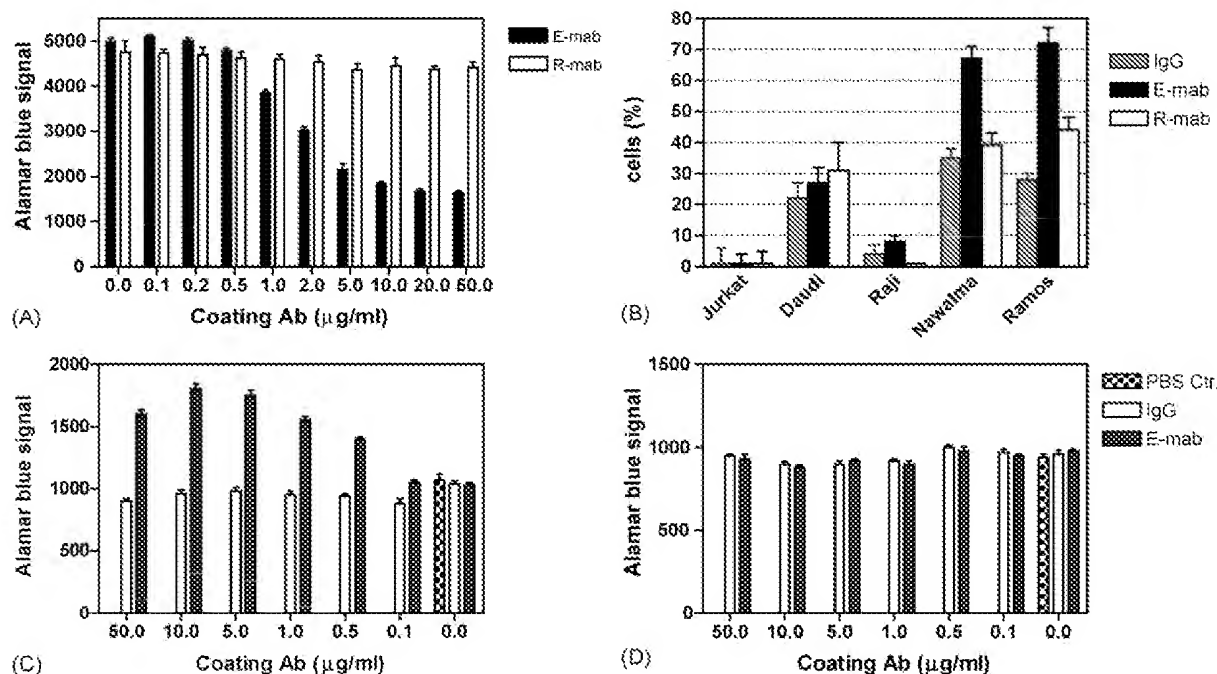 Alamar blue signal
5000
4000
3000
2000
1000
0
0.0 0.1 0.2 0.5 1.0 2.0 5.0 10.0 20.0 50.0
Coating Ab (μg/ml)
E-mab
R-mab
(A)
cells (%)
80
70
60
50
40
30
20
10
0
Jurkat Daudi Raji Nawalma Ramos
IgG
E-mab
R-mab
(B)
Alamar blue signal
2000
1500
1000
500
0
50.0 10.0 5.0 1.0 0.5 0.1 0.0
Coating Ab (μg/ml)
(C)
Alamar blue signal
1500
1000
500
0
50.0 10.0 5.0 1.0 0.5 0.1 0.0
Coating Ab (μg/ml)
PBS Ctr.
IgG
E-mab
(D)